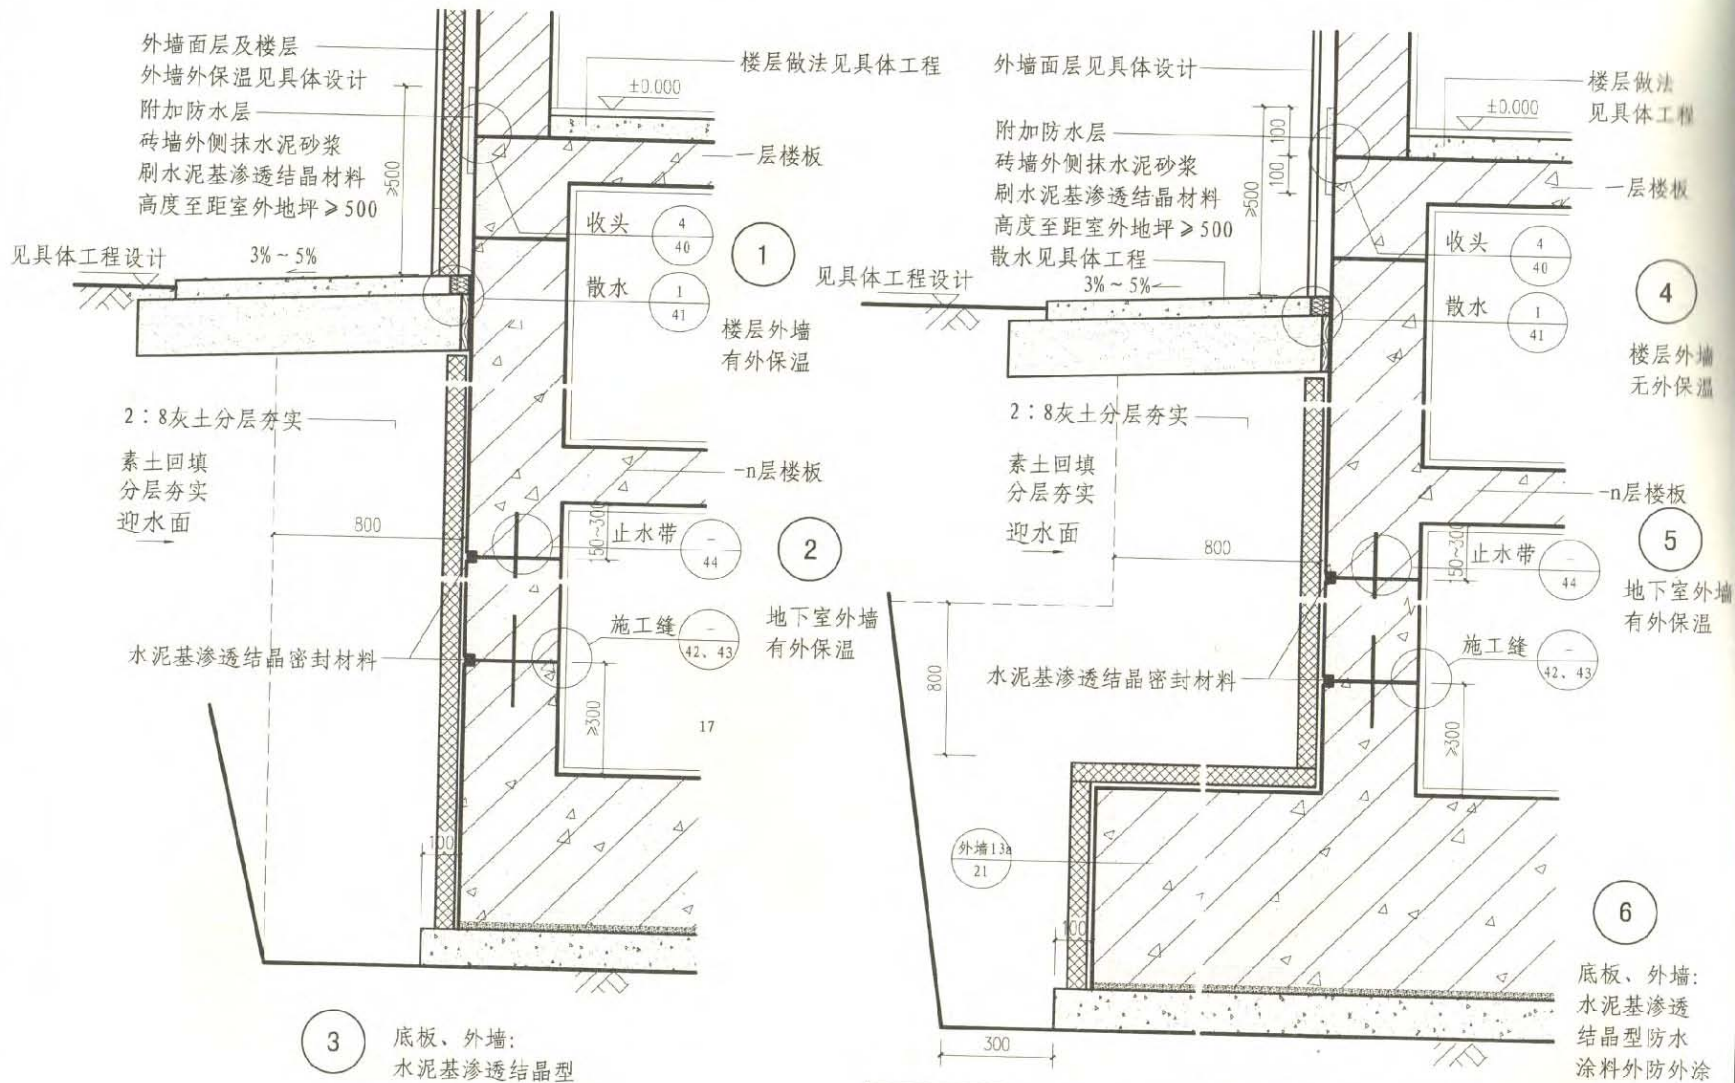 外墙面层及楼层
外墙外保温见具体设计
附加防水层
砖墙外侧抹水泥砂浆
刷水泥基渗透结晶材料
高度至距室外地坪≥500
≥500
楼层做法见具体工程
±0.000
一层楼板
收头
4
40
散水
1
41
1
楼层外墙
有外保温
见具体工程设计
3%~5%
2:8灰土分层夯实
素土回填
分层夯实
迎水面
800
-n层楼板
150~300
止水带
-
44
2
地下室外墙
有外保温
施工缝
-
42、43
水泥基渗透结晶密封材料
≥300
17
100
3
底板、外墙:
水泥基渗透结晶型
外墙面层见具体设计
附加防水层
砖墙外侧抹水泥砂浆
刷水泥基渗透结晶材料
高度至距室外地坪≥500
散水见具体工程
≥500
100
100
楼层做法
见具体工程
±0.000
一层楼板
收头
4
40
散水
1
41
4
楼层外墙
无外保温
见具体工程设计
3%~5%
2:8灰土分层夯实
素土回填
分层夯实
迎水面
800
-n层楼板
150~300
止水带
-
44
5
地下室外墙
有外保温
施工缝
-
42、43
800
水泥基渗透结晶密封材料
≥300
外墙13a
21
100
300
6
底板、外墙:
水泥基渗透
结晶型防水
涂料外防外涂